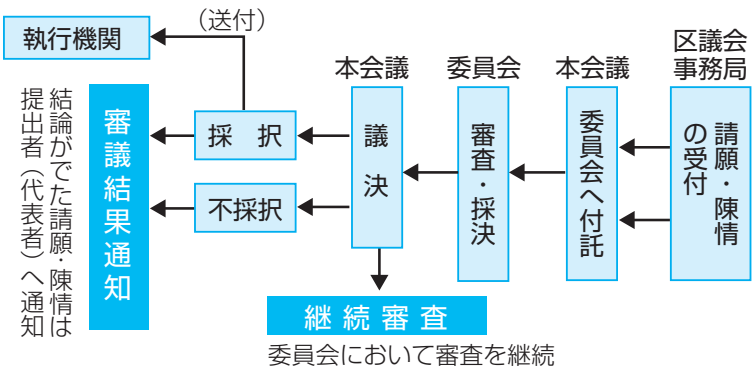 区議会
事務局
請願・陳情
の受付
本会議
委員会へ付託
委員会
審査・採決
本会議
議決
(送付)
執行機関
採択
不採択
継続審査
委員会において審査を継続
審議結果通知
結論がでた請願・陳情は
提出者(代表者)へ通知